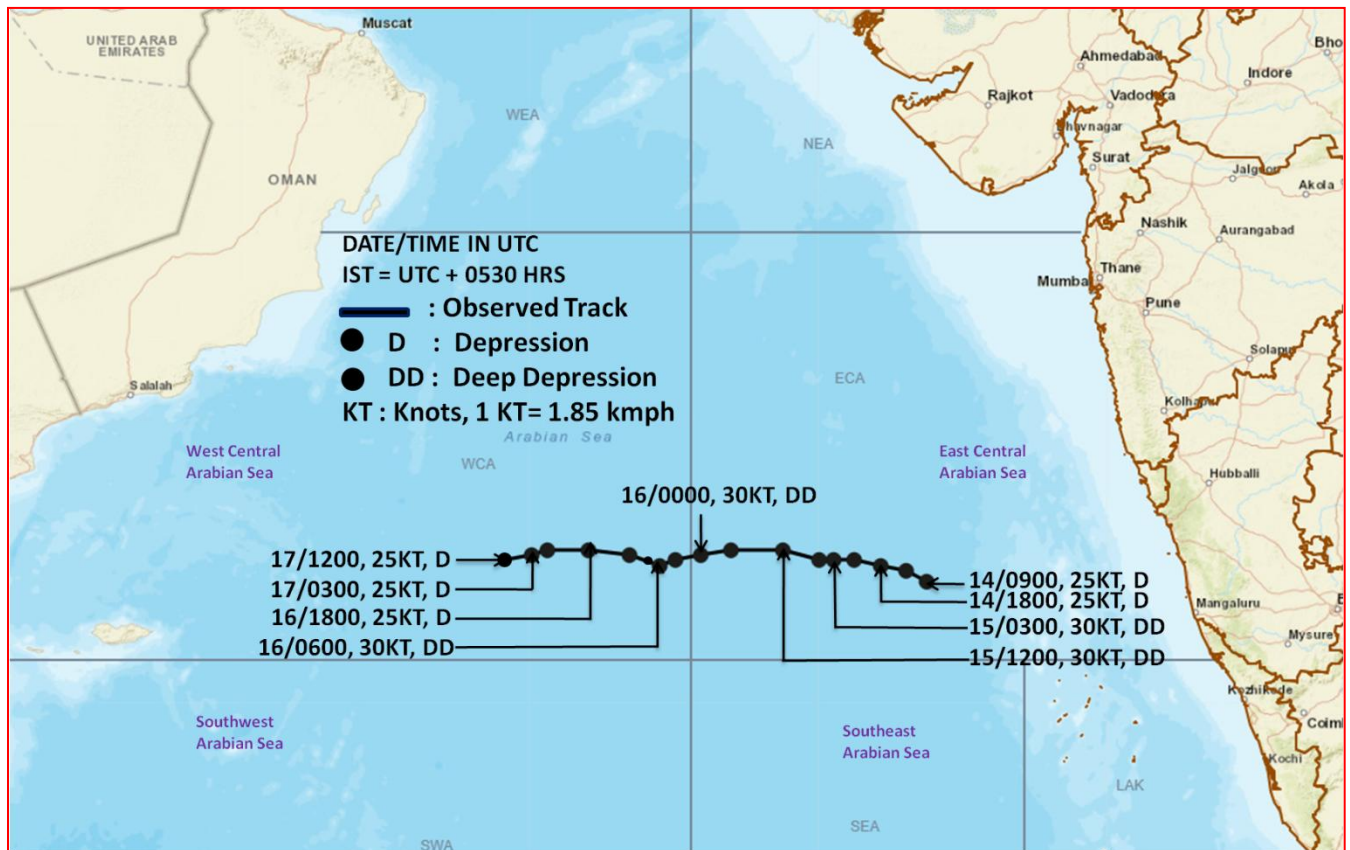 Muscat
UNITED ARAB
EMIRATES
Ahmedabad
Bho
Indore
Rajkot
Vadodara
WEA
Bhavnagar
NEA
Surat
Jalgaon
Akola
OMAN
Nashik
Aurangabad
DATE/TIME IN UTC
IST = UTC + 0530 HRS
: Observed Track
D : Depression
DD : Deep Depression
KT : Knots, 1 KT= 1.85 kmph
Thane
Mumba
Pune
Solapu
Salalah
ECA
Kolhapu
Arabian Sea
West Central
Arabian Sea
WCA
East Central
Arabian Sea
Hubballi
16/0000, 30KT, DD
17/1200, 25KT, D
17/0300, 25KT, D
16/1800, 25KT, D
16/0600, 30KT, DD
14/0900, 25KT, D
14/1800, 25KT, D
15/0300, 30KT, DD
15/1200, 30KT, DD
Mangaluru
B
Mysure
Kozhikode
Southwest
Arabian Sea
Southeast
Arabian Sea
Coim
Kochi
LAK
SEA
SWA